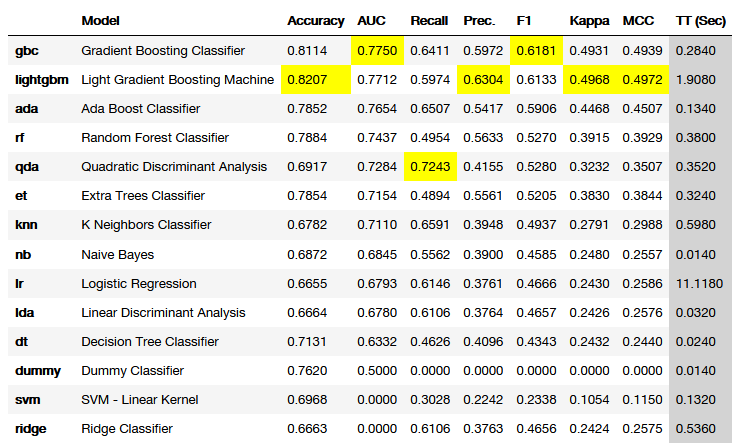 Model Accuracy AUC Recall Prec. F1 Kappa MCC TT (Sec)
gbc Gradient Boosting Classifier 0.8114 0.7750 0.6411 0.5972 0.6181 0.4931 0.4939 0.2840
lightgbm Light Gradient Boosting Machine 0.8207 0.7712 0.5974 0.6304 0.6133 0.4968 0.4972 1.9080
ada Ada Boost Classifier 0.7852 0.7654 0.6507 0.5417 0.5906 0.4468 0.4507 0.1340
rf Random Forest Classifier 0.7884 0.7437 0.4954 0.5633 0.5270 0.3915 0.3929 0.3800
qda Quadratic Discriminant Analysis 0.6917 0.7284 0.7243 0.4155 0.5280 0.3232 0.3507 0.3520
et Extra Trees Classifier 0.7854 0.7154 0.4894 0.5561 0.5205 0.3830 0.3844 0.3240
knn K Neighbors Classifier 0.6782 0.7110 0.6591 0.3948 0.4937 0.2791 0.2988 0.5980
nb Naive Bayes 0.6872 0.6845 0.5562 0.3900 0.4585 0.2480 0.2557 0.0140
lr Logistic Regression 0.6655 0.6793 0.6146 0.3761 0.4666 0.2430 0.2586 11.1180
lda Linear Discriminant Analysis 0.6664 0.6780 0.6106 0.3764 0.4657 0.2426 0.2576 0.0320
dt Decision Tree Classifier 0.7131 0.6332 0.4626 0.4096 0.4343 0.2432 0.2440 0.0240
dummy Dummy Classifier 0.7620 0.5000 0.0000 0.0000 0.0000 0.0000 0.0000 0.0140
svm SVM - Linear Kernel 0.6968 0.0000 0.3028 0.2242 0.2338 0.1054 0.1150 0.1320
ridge Ridge Classifier 0.6663 0.0000 0.6106 0.3763 0.4656 0.2424 0.2575 0.5360